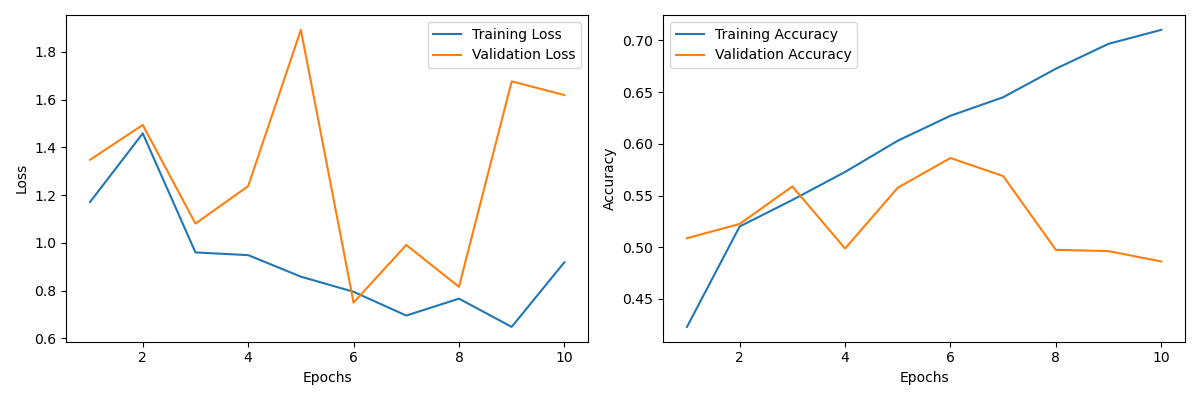 Training Loss
Validation Loss
1.8
1.6
1.4
1.2
1.0
0.8
0.6
Loss
2 4 6 8 10
Epochs
Training Accuracy
Validation Accuracy
0.70
0.65
0.60
0.55
0.50
0.45
Accuracy
2 4 6 8 10
Epochs